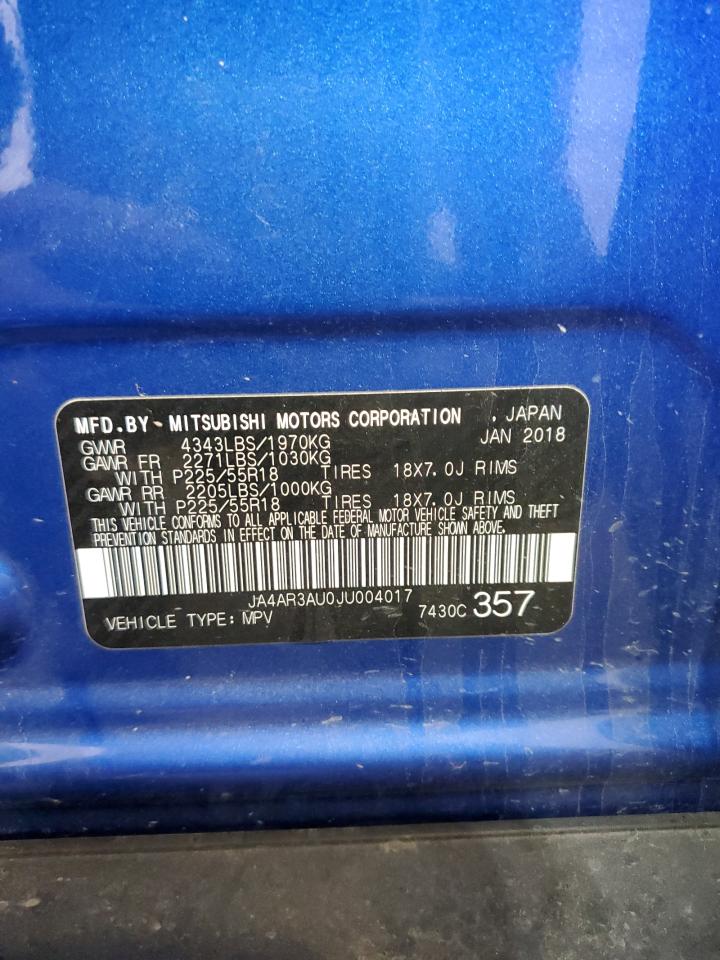 MFD.BY - MITSUBISHI MOTORS CORPORATION , JAPAN
GVWR 4343LBS/1970KG JAN 2018
GAWR FR 2271LBS/1030KG
WITH P225/55R18 TIRES 18X7.0J RIMS
GAWR RR 2205LBS/1000KG
WITH P225/55R18 TIRES 18X7.0J RIMS
THIS VEHICLE CONFORMS TO ALL APPLICABLE FEDERAL MOTOR VEHICLE SAFETY AND THEFT
PREVENTION STANDARDS IN EFFECT ON THE DATE OF MANUFACTURE SHOWN ABOVE.
JA4AR3AU0JU004017
VEHICLE TYPE: MPV 7430C 357